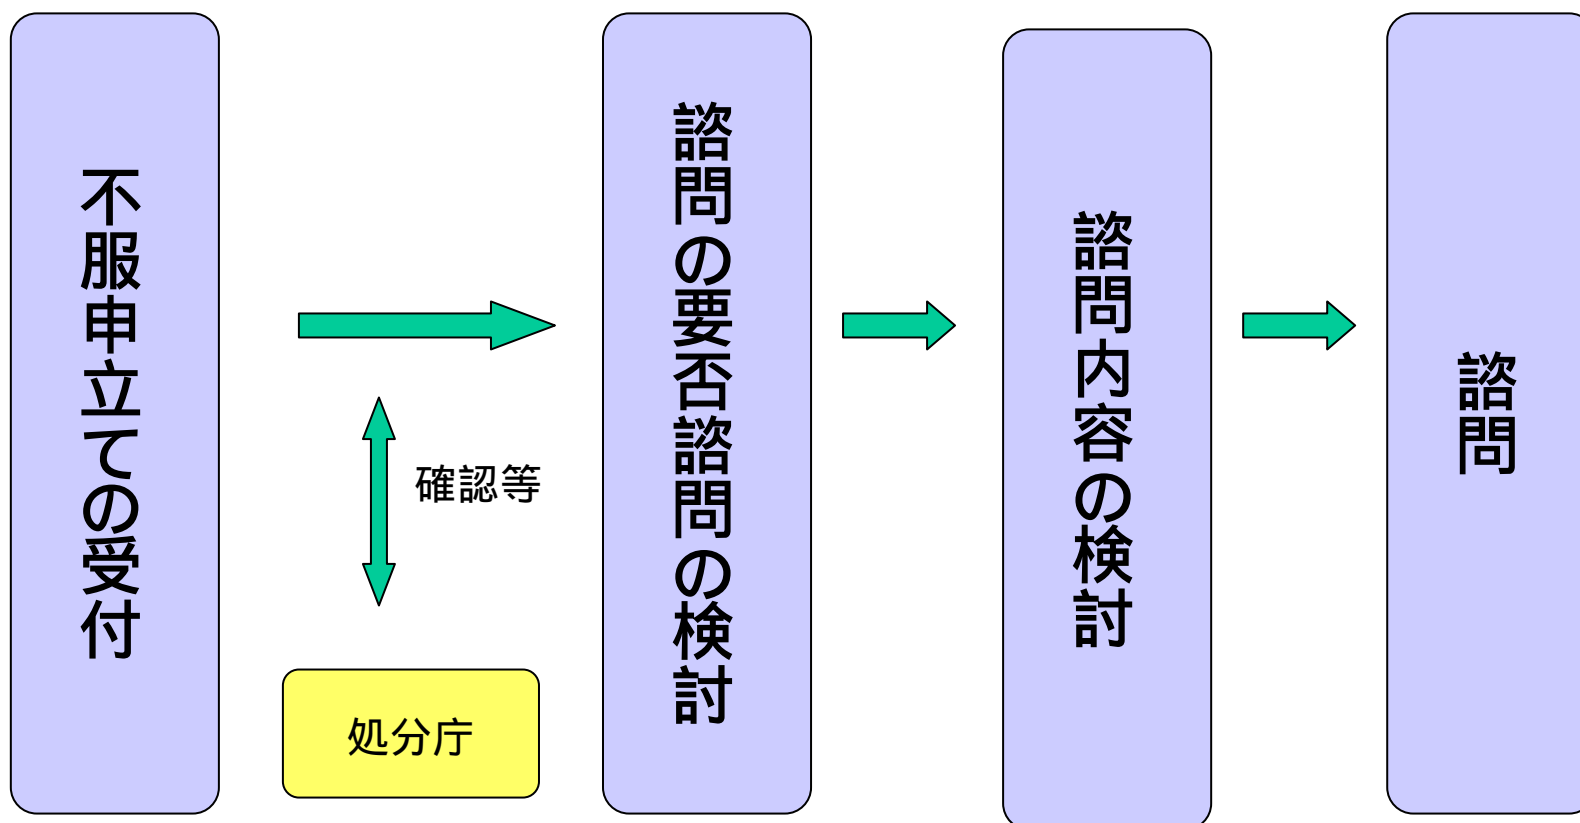 不服申立ての受付
確認等
処分庁
諮問の要否諮問の検討
諮問内容の検討
諮問